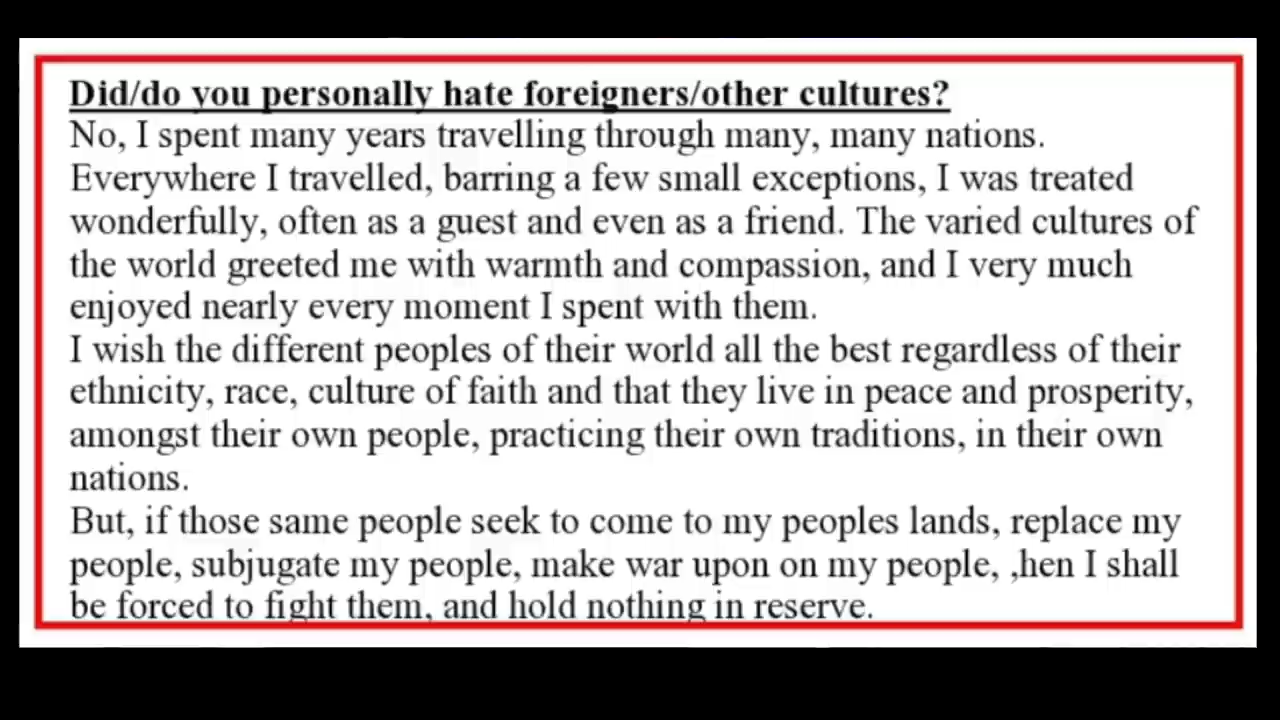 Did/do you personally hate foreigners/other cultures?
No, I spent many years travelling through many, many nations.
Everywhere I travelled, barring a few small exceptions, I was treated
wonderfully, often as a guest and even as a friend. The varied cultures of
the world greeted me with warmth and compassion, and I very much
enjoyed nearly every moment I spent with them.
I wish the different peoples of their world all the best regardless of their
ethnicity, race, culture of faith and that they live in peace and prosperity,
amongst their own people, practicing their own traditions, in their own
nations.
But, if those same people seek to come to my peoples lands, replace my
people, subjugate my people, make war upon on my people, ,hen I shall
be forced to fight them, and hold nothing in reserve.